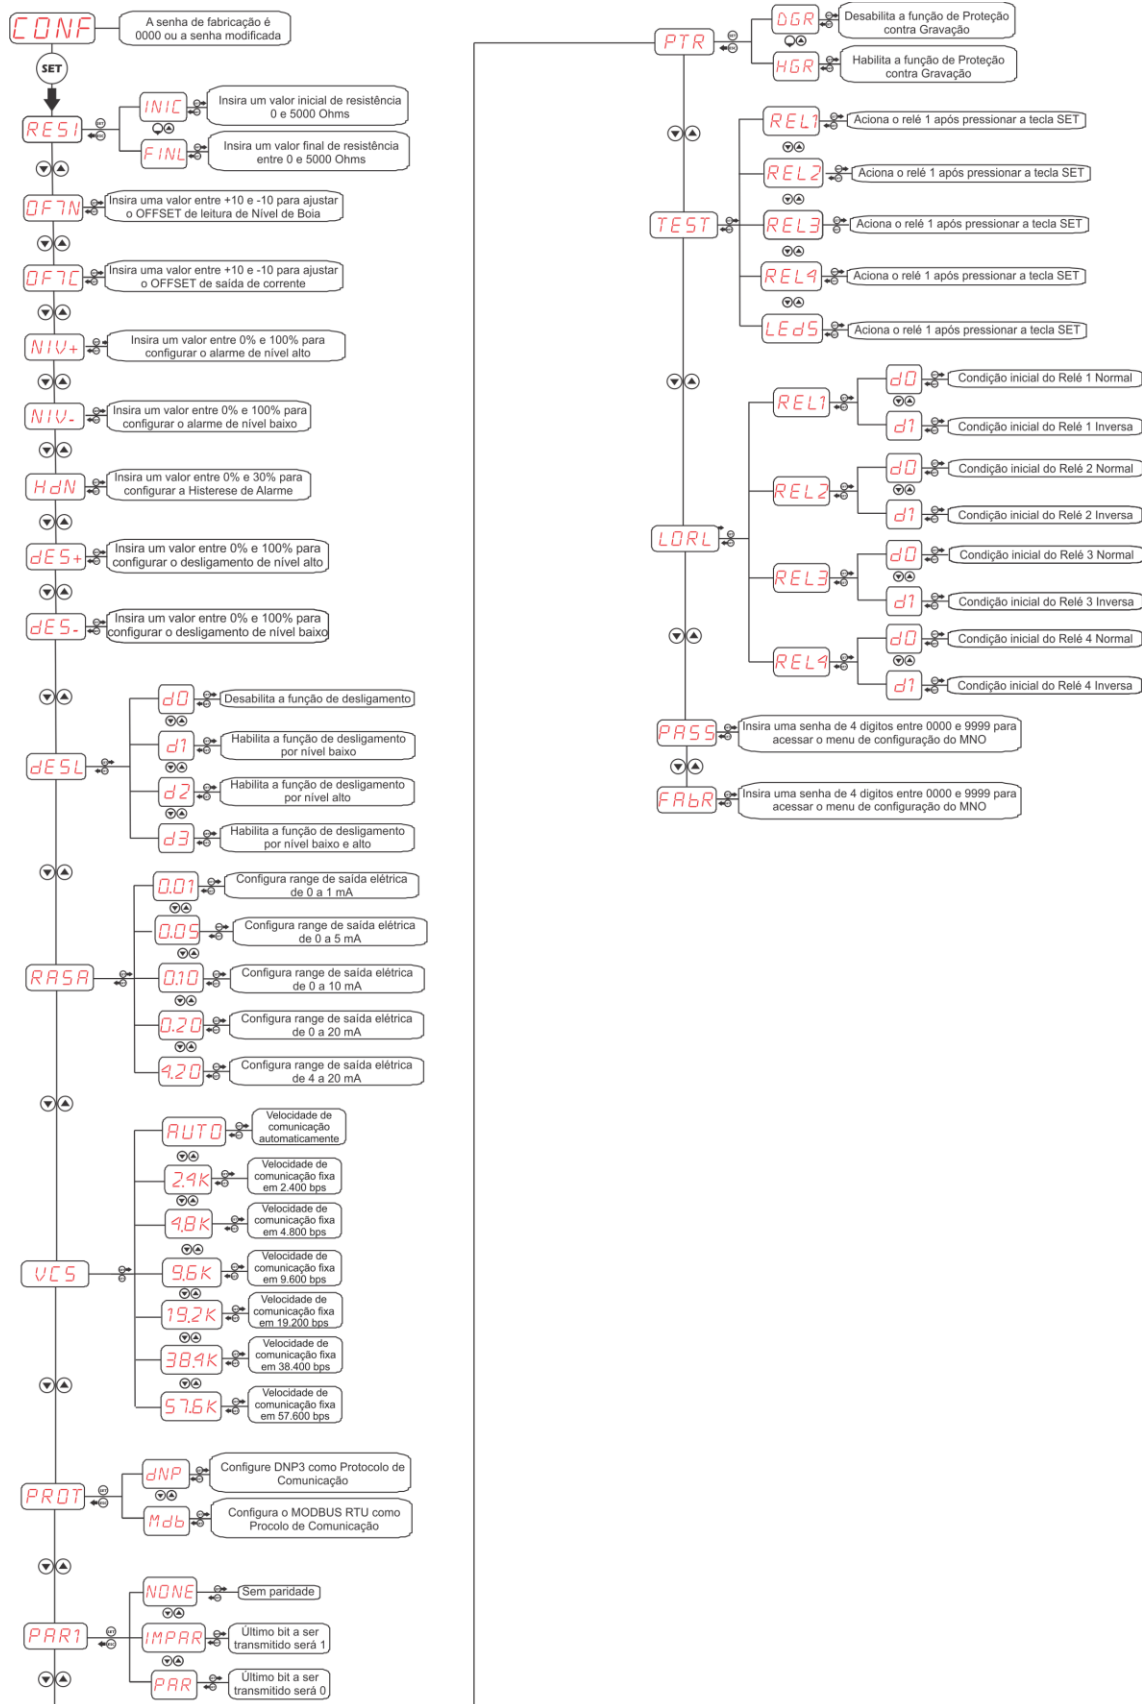 CONF
A senha de fabricação é
0000 ou a senha modificada
SET
RESI
INIC
Insira um valor inicial de resistência
0 e 5000 Ohms
FINL
Insira um valor final de resistência
entre 0 e 5000 Ohms
OF7N
Insira uma valor entre +10 e -10 para ajustar
o OFFSET de leitura de Nível de Boia
OF7C
Insira uma valor entre +10 e -10 para ajustar
o OFFSET de saída de corrente
NIV+
Insira um valor entre 0% e 100% para
configurar o alarme de nível alto
NIV-
Insira um valor entre 0% e 100% para
configurar o alarme de nível baixo
HdN
Insira um valor entre 0% e 30% para
configurar a Histerese de Alarme
dES+
Insira um valor entre 0% e 100% para
configurar o desligamento de nível alto
dES-
Insira um valor entre 0% e 100% para
configurar o desligamento de nível baixo
dESL
d0
Desabilita a função de desligamento
d1
Habilita a função de desligamento
por nível baixo
d2
Habilita a função de desligamento
por nível alto
d3
Habilita a função de desligamento
por nível baixo e alto
RASA
0.01
Configura range de saída elétrica
de 0 a 1 mA
0.05
Configura range de saída elétrica
de 0 a 5 mA
0.10
Configura range de saída elétrica
de 0 a 10 mA
0.20
Configura range de saída elétrica
de 0 a 20 mA
4.20
Configura range de saída elétrica
de 4 a 20 mA
VCS
AUTO
Velocidade de
comunicação
automaticamente
2.4K
Velocidade de
comunicação fixa
em 2.400 bps
4.8K
Velocidade de
comunicação fixa
em 4.800 bps
9.6K
Velocidade de
comunicação fixa
em 9.600 bps
19.2K
Velocidade de
comunicação fixa
em 19.200 bps
38.4K
Velocidade de
comunicação fixa
em 38.400 bps
57.6K
Velocidade de
comunicação fixa
em 57.600 bps
PROT
dNP
Configure DNP3 como Protocolo de
Comunicação
Mdb
Configura o MODBUS RTU como
Procolo de Comunicação
PAR1
NONE
Sem paridade
IMPAR
Último bit a ser
transmitido será 1
PAR
Último bit a ser
transmitido será 0
PTR
DGR
Desabilita a função de Proteção
contra Gravação
HGR
Habilita a função de Proteção
contra Gravação
TEST
REL1
Aciona o relé 1 após pressionar a tecla SET
REL2
Aciona o relé 1 após pressionar a tecla SET
REL3
Aciona o relé 1 após pressionar a tecla SET
REL4
Aciona o relé 1 após pressionar a tecla SET
LEdS
Aciona o relé 1 após pressionar a tecla SET
LORL
REL1
d0
Condição inicial do Relé 1 Normal
d1
Condição inicial do Relé 1 Inversa
REL2
d0
Condição inicial do Relé 2 Normal
d1
Condição inicial do Relé 2 Inversa
REL3
d0
Condição inicial do Relé 3 Normal
d1
Condição inicial do Relé 3 Inversa
REL4
d0
Condição inicial do Relé 4 Normal
d1
Condição inicial do Relé 4 Inversa
PASS
Insira uma senha de 4 digitos entre 0000 e 9999 para
acessar o menu de configuração do MNO
FAbR
Insira uma senha de 4 digitos entre 0000 e 9999 para
acessar o menu de configuração do MNO